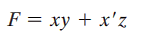 F = xy + x'z